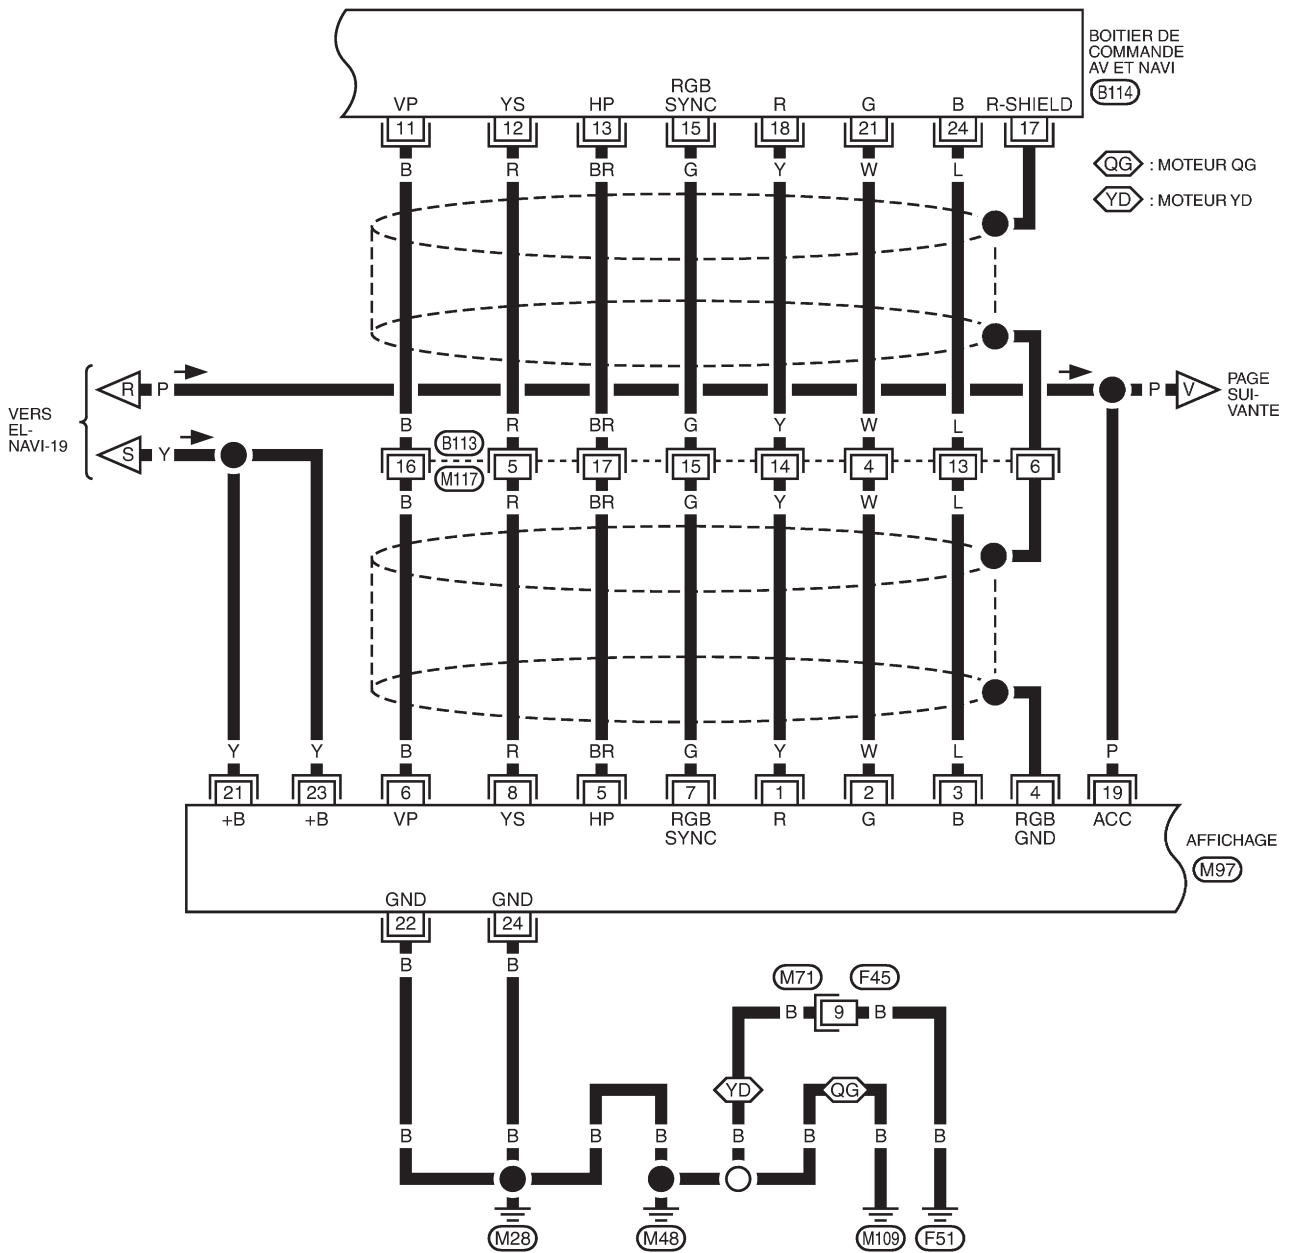 BOITIER DE
COMMANDE
AV ET NAVI
B114
VP YS HP RGB SYNC R G B R-SHIELD
11 12 13 15 18 21 24 17
B R BR G Y W L
QG : MOTEUR QG
YD : MOTEUR YD
VERS
EL-
NAVI-19
R P
P V
PAGE
SUI-
VANTE
S Y
B R BR G Y W L
B113
16 5 17 15 14 4 13 6
M117
B R BR G Y W L
Y Y B R BR G Y W L P
21 23 6 8 5 7 1 2 3 4 19
+B +B VP YS HP RGB SYNC R G B RGB GND ACC
AFFICHAGE
M97
GND GND
22 24
B B
M71 F45
B 9 B
YD QG
B B B B B B B B
M28 M48 M109 F51